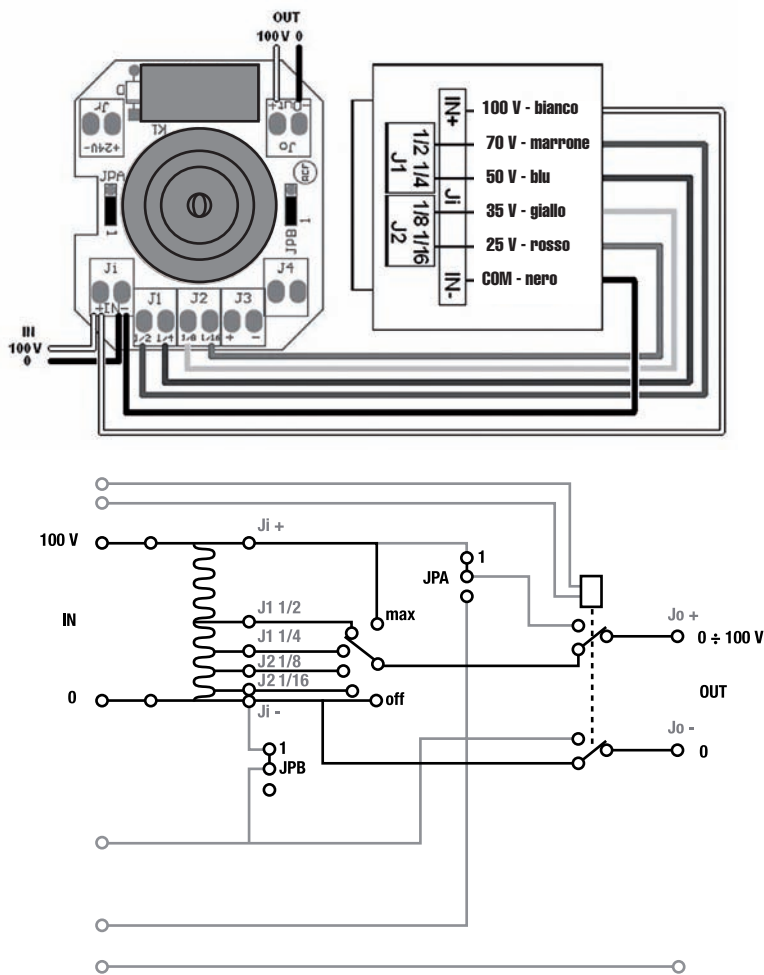 OUT
100 V 0
D
K1
Out+ -
Jo
Jr
+24V-
JPA
1
RCF
JPB 1
Ji
+IN-
J1
1/2 1/4
J2
1/8 1/16
J3
+ -
J4
IN
100 V
0
IN+
1/2 1/4
J1
Ji
1/8 1/16
J2
IN-
100 V - bianco
70 V - marrone
50 V - blu
35 V - giallo
25 V - rosso
COM - nero
100 V
Ji +
1
JPA
IN
J1 1/2
max
J1 1/4
J2 1/8
J2 1/16
0
off
Ji -
1
JPB
Jo +
0 ÷ 100 V
OUT
Jo -
0